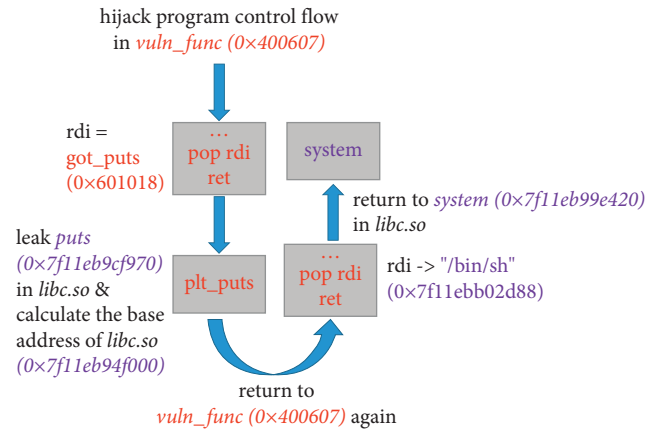 hijack program control flow
in vuln_func (0×400607)
rdi =
got_puts
(0×601018)
...
pop rdi
ret
system
return to system (0×7f11eb99e420)
in libc.so
leak puts
(0×7f11eb9cf970)
in libc.so &
calculate the base
address of libc.so
(0×7f11eb94f000)
plt_puts
...
pop rdi
ret
rdi -> "/bin/sh"
(0×7f11ebb02d88)
return to
vuln_func (0×400607) again